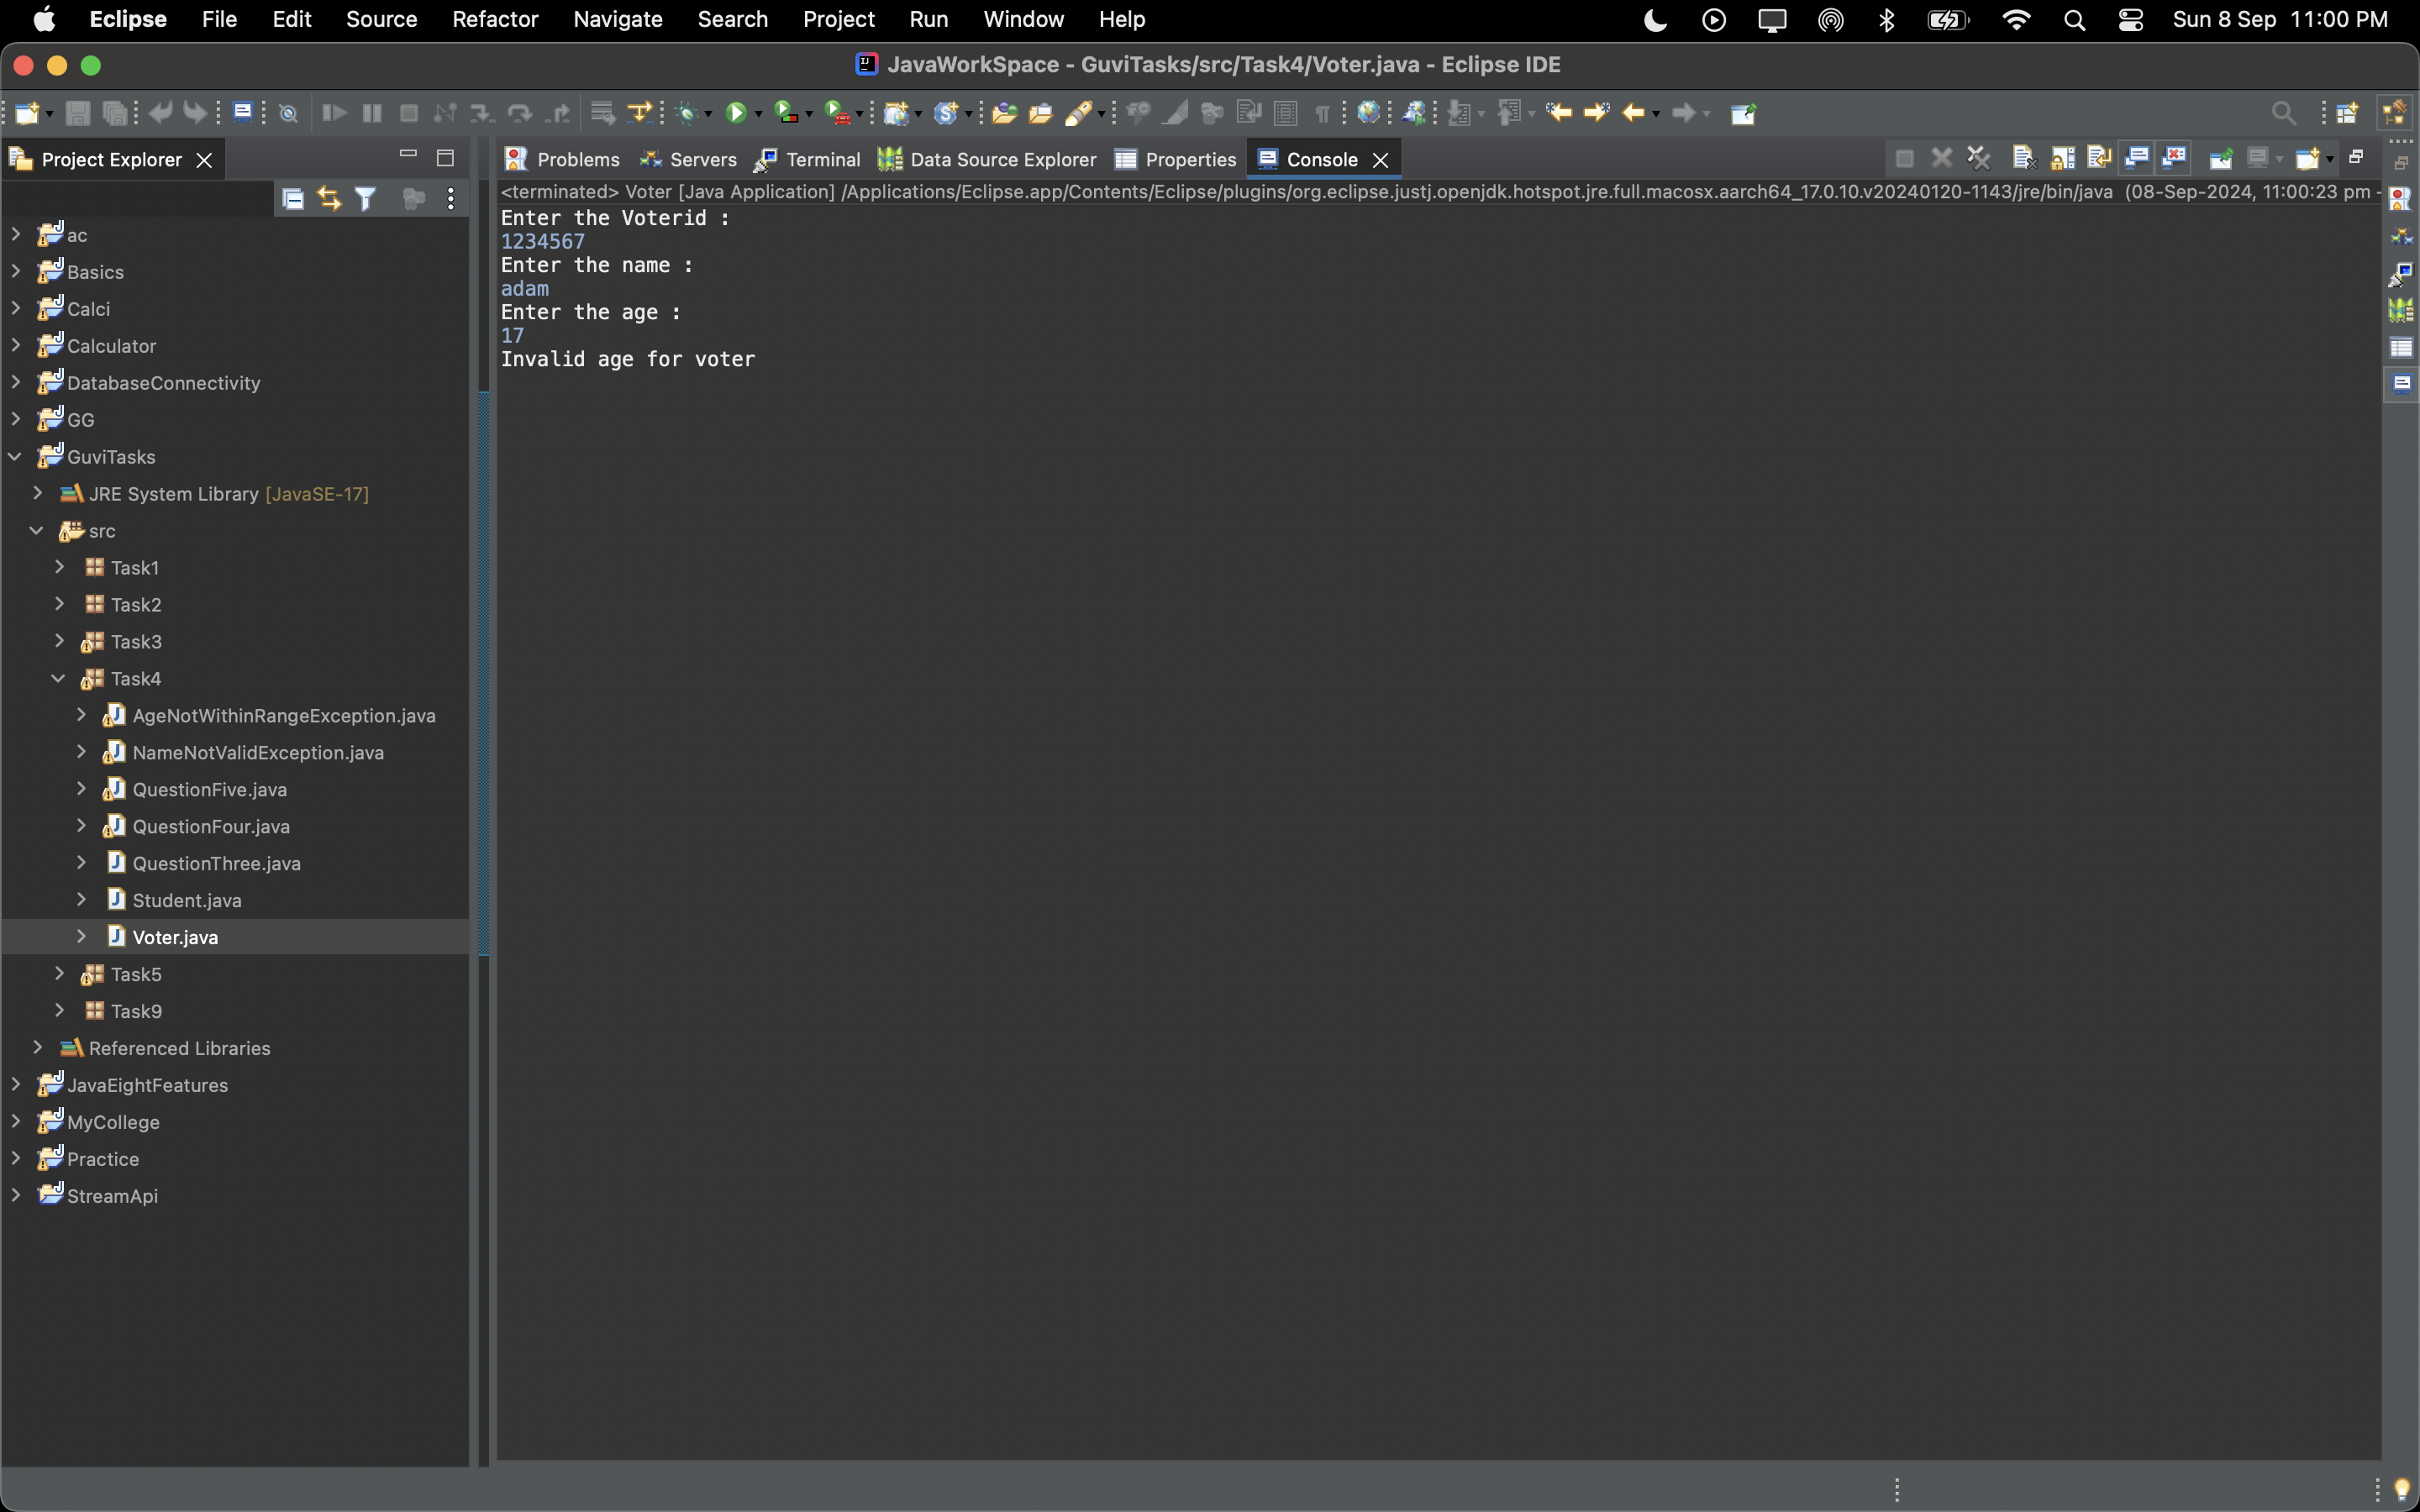 Eclipse File Edit Source Refactor Navigate Search Project Run Window Help Sun 8 Sep 11:00 PM
JavaWorkSpace - GuviTasks/src/Task4/Voter.java - Eclipse IDE
Project Explorer
Problems Servers Terminal Data Source Explorer Properties Console
<terminated> Voter [Java Application] /Applications/Eclipse.app/Contents/Eclipse/plugins/org.eclipse.justj.openjdk.hotspot.jre.full.macosx.aarch64_17.0.10.v20240120-1143/jre/bin/java (08-Sep-2024, 11:00:23 pm -
Enter the Voterid :
1234567
Enter the name :
adam
Enter the age :
17
Invalid age for voter
ac
Basics
Calci
Calculator
DatabaseConnectivity
GG
GuviTasks
JRE System Library [JavaSE-17]
src
Task1
Task2
Task3
Task4
AgeNotWithinRangeException.java
NameNotValidException.java
QuestionFive.java
QuestionFour.java
QuestionThree.java
Student.java
Voter.java
Task5
Task9
Referenced Libraries
JavaEightFeatures
MyCollege
Practice
StreamApi